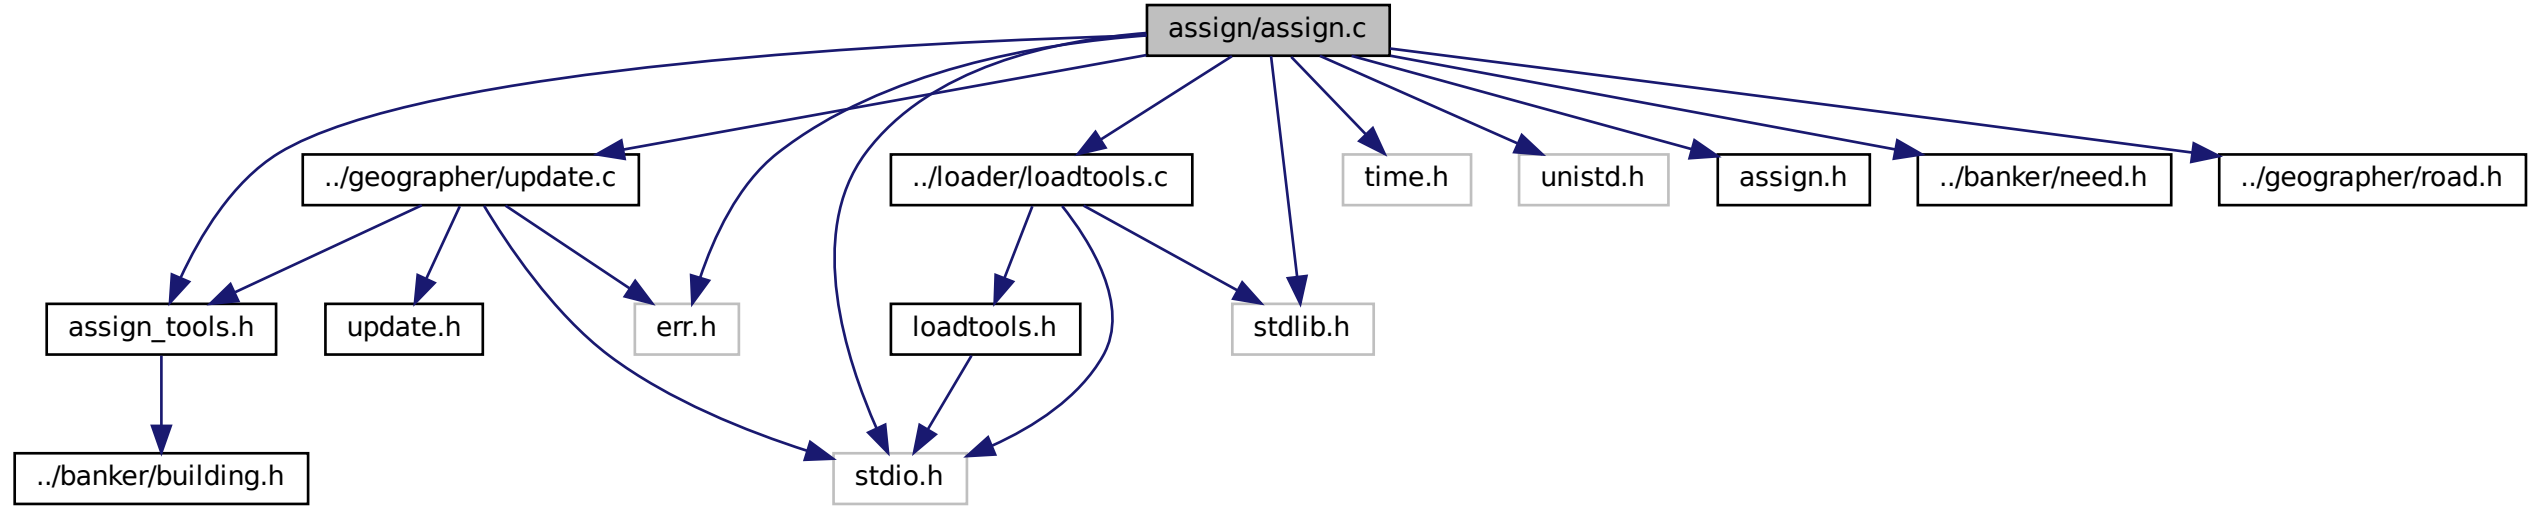 assign/assign.c
../geographer/update.c
../loader/loadtools.c
time.h
unistd.h
assign.h
../banker/need.h
../geographer/road.h
assign_tools.h
update.h
err.h
loadtools.h
stdlib.h
../banker/building.h
stdio.h